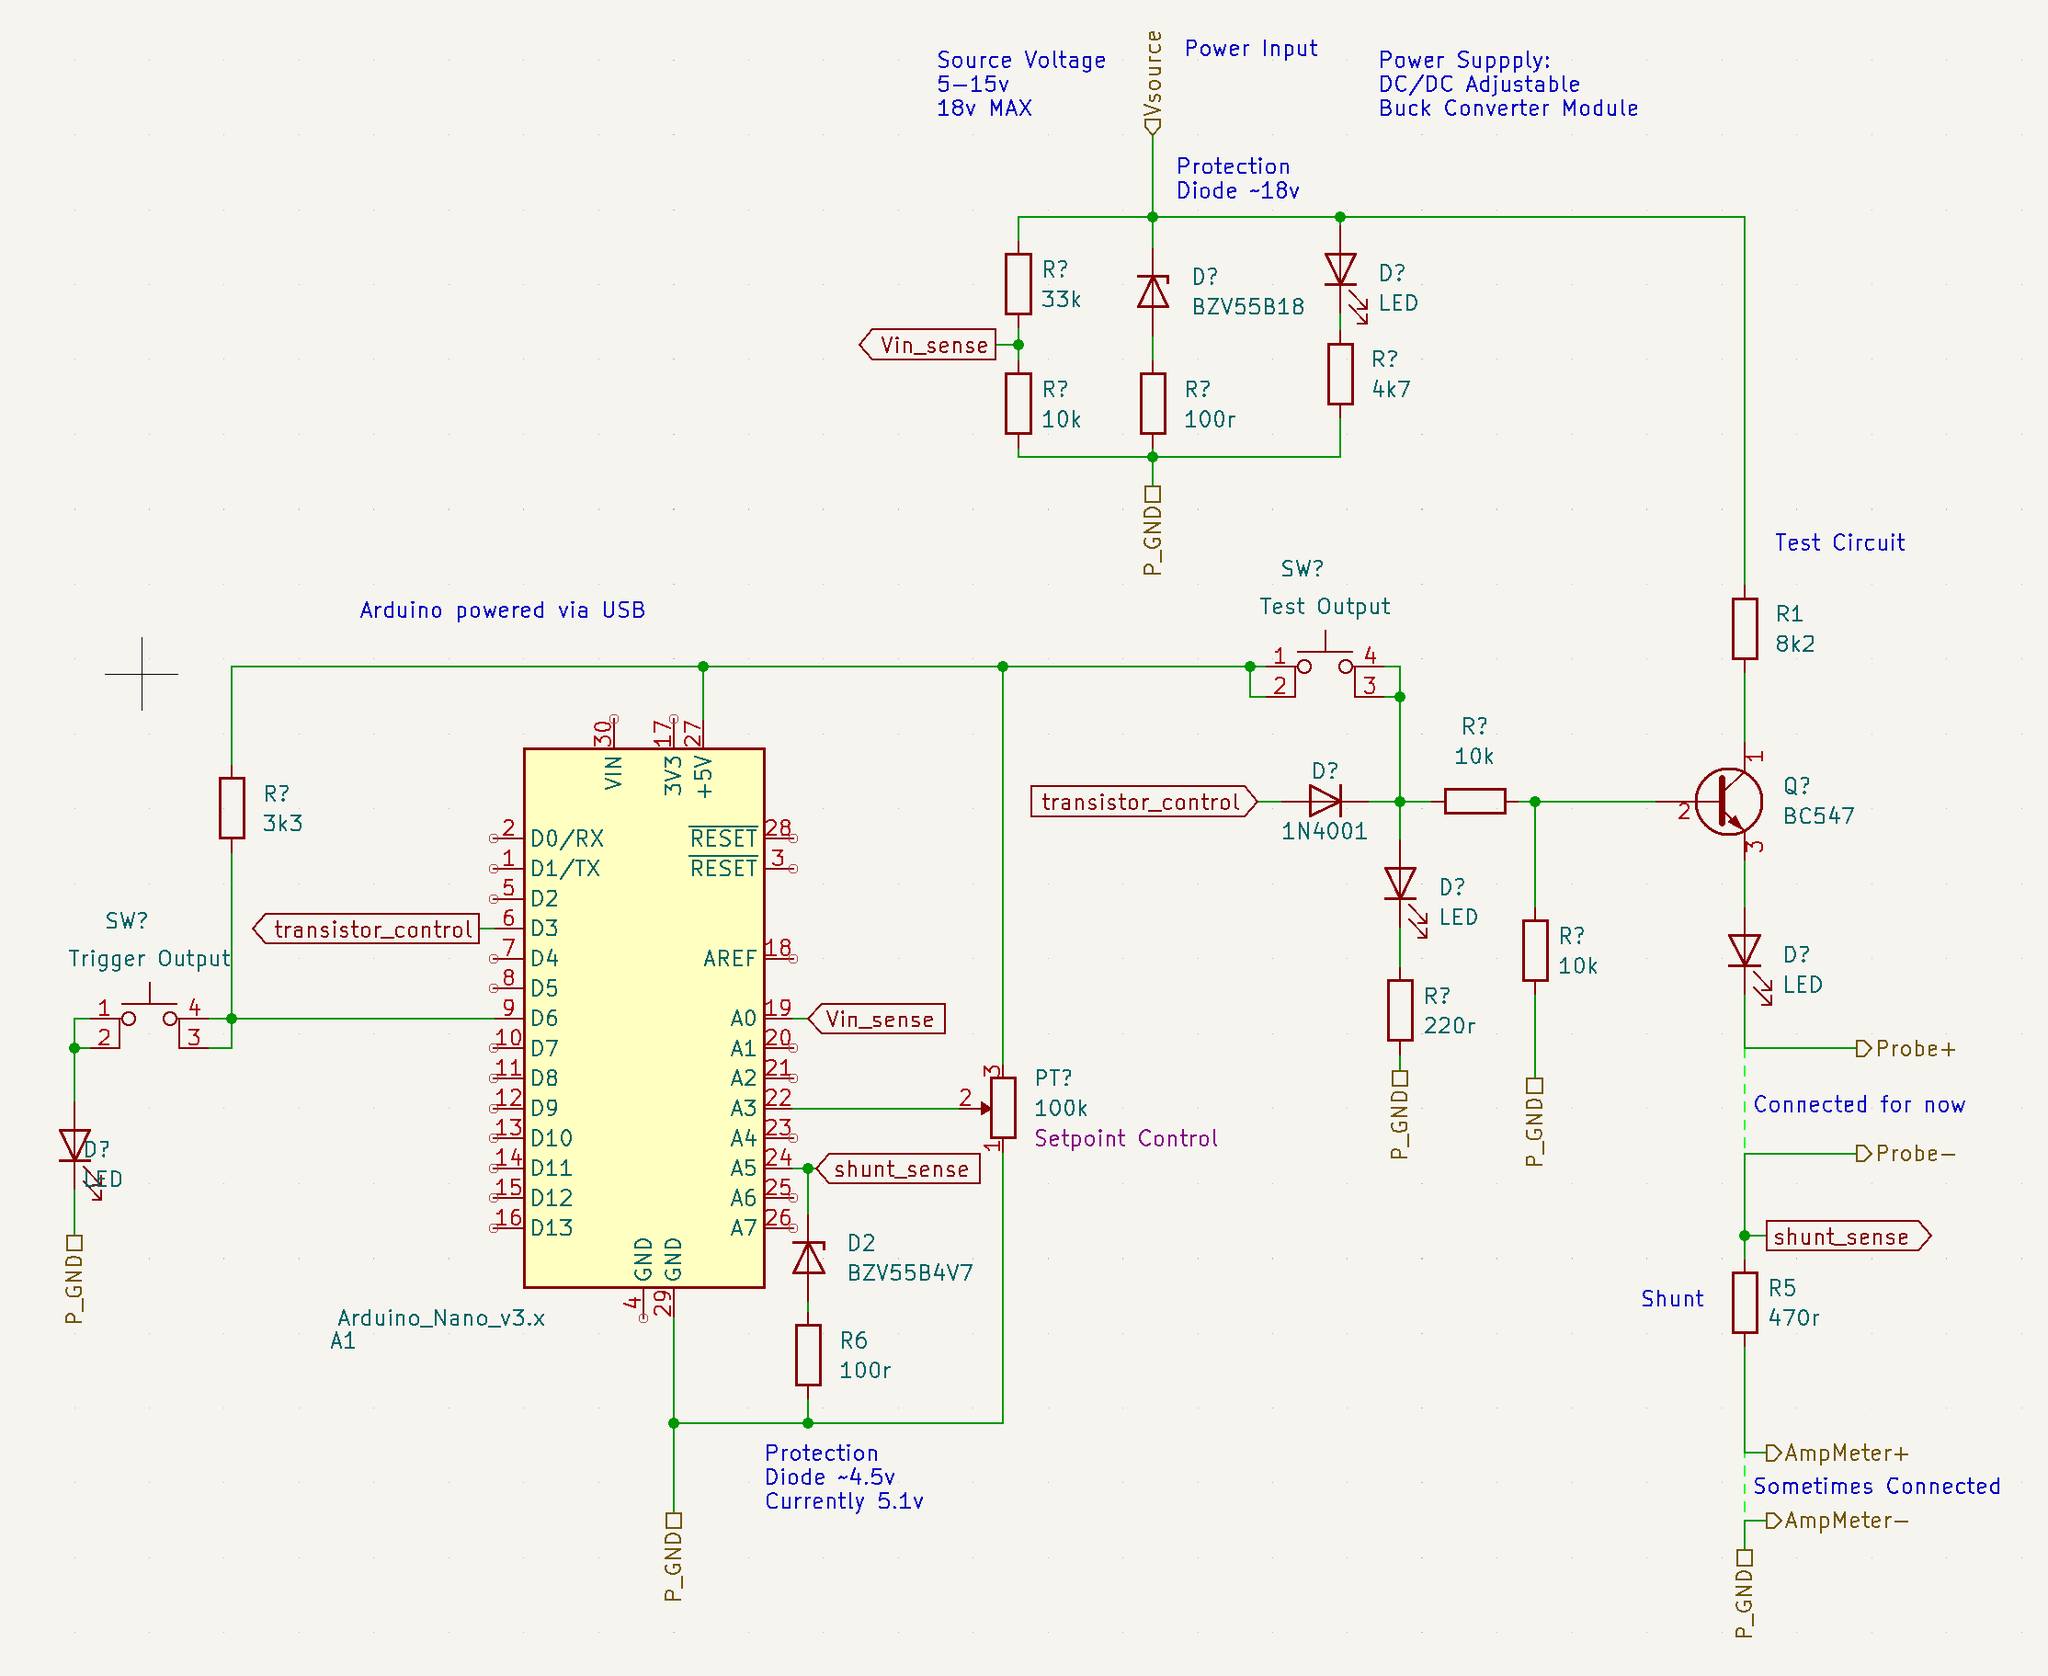 Vsource
Power Input
Source Voltage
5-15v
18v MAX
Power Suppply:
DC/DC Adjustable
Buck Converter Module
Protection
Diode ~18v
R?
33k
D?
BZV55B18
D?
LED
Vin_sense
R?
10k
R?
100r
R?
4k7
P_GND
Test Circuit
SW?
Test Output
Arduino powered via USB
R1
8k2
1
4
2
3
30
17
27
VIN
3V3
+5V
R?
10k
D?
transistor_control
1N4001
1
Q?
BC547
2
3
R?
3k3
2
D0/RX
RESET
28
1
D1/TX
RESET
3
5
D2
6
D3
transistor_control
7
D4
AREF
18
8
D5
9
D6
A0
19
Vin_sense
10
D7
A1
20
11
D8
A2
21
12
D9
A3
22
13
D10
A4
23
14
D11
A5
24
shunt_sense
15
D12
A6
25
16
D13
A7
26
GND
GND
4
29
Arduino_Nano_v3.x
A1
SW?
Trigger Output
1
4
2
3
D?
LED
P_GND
3
2
1
PT?
100k
Setpoint Control
D2
BZV55B4V7
R6
100r
Protection
Diode ~4.5v
Currently 5.1v
P_GND
D?
LED
R?
220r
P_GND
R?
10k
P_GND
D?
LED
Probe+
Connected for now
Probe-
shunt_sense
Shunt
R5
470r
AmpMeter+
Sometimes Connected
AmpMeter-
P_GND